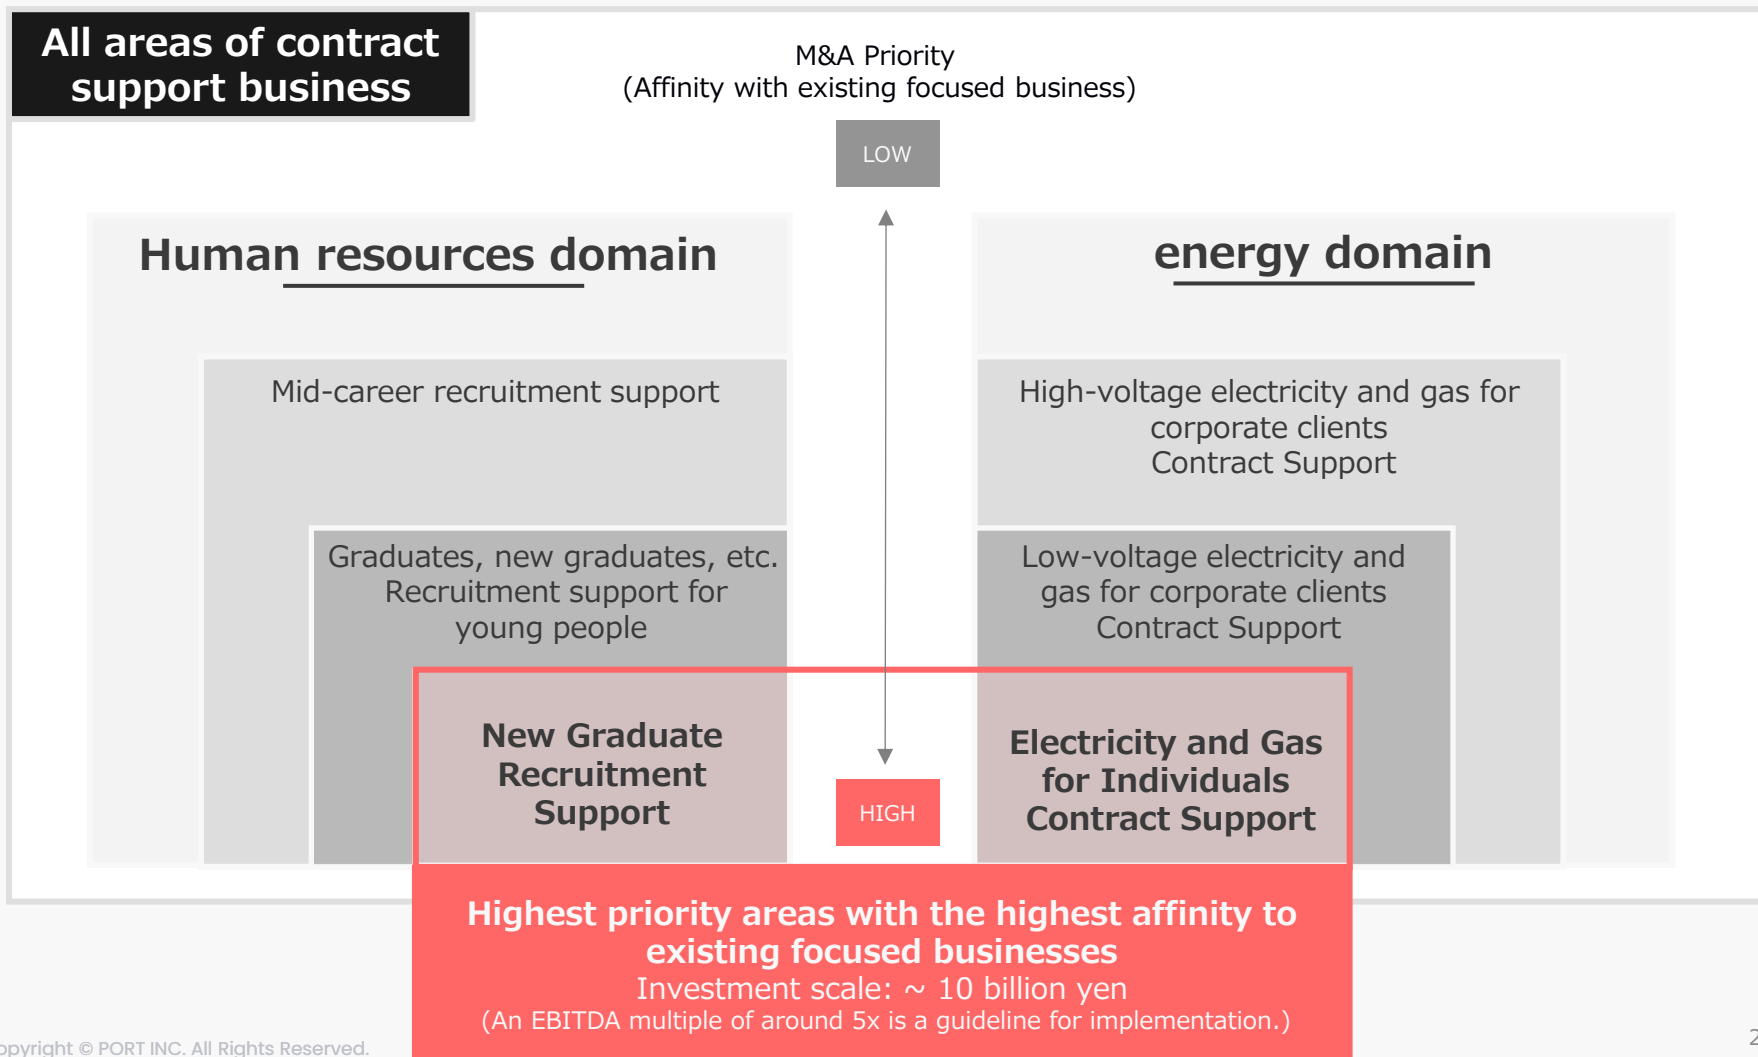 All areas of contract
support business
M&A Priority
(Affinity with existing focused business)
LOW
Human resources domain
energy domain
Mid-career recruitment support
High-voltage electricity and gas for
corporate clients
Contract Support
Graduates, new graduates, etc.
Recruitment support for
young people
Low-voltage electricity and
gas for corporate clients
Contract Support
New Graduate
Recruitment
Support
HIGH
Electricity and Gas
for Individuals
Contract Support
Highest priority areas with the highest affinity to
existing focused businesses
Investment scale: ~ 10 billion yen
(An EBITDA multiple of around 5x is a guideline for implementation.)
opyright © PORT INC. All Rights Reserved.